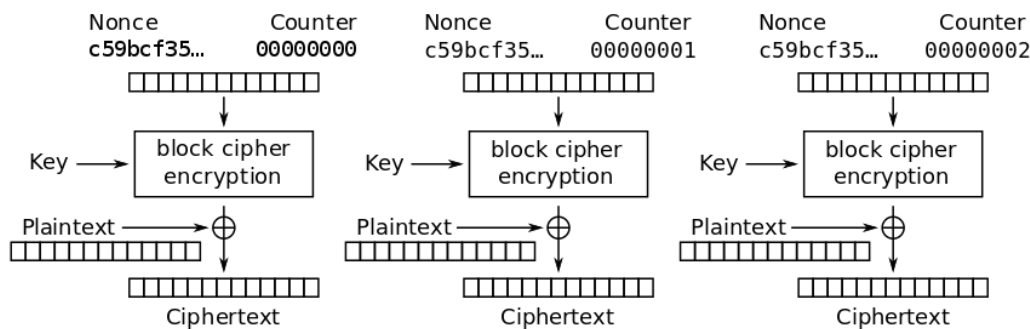 Nonce Counter Nonce Counter Nonce Counter
c59bcf35… 00000000 c59bcf35… 00000001 c59bcf35… 00000002
block cipher block cipher block cipher
Key Key Key
encryption encryption encryption
Plaintext Plaintext Plaintext
Ciphertext Ciphertext Ciphertext